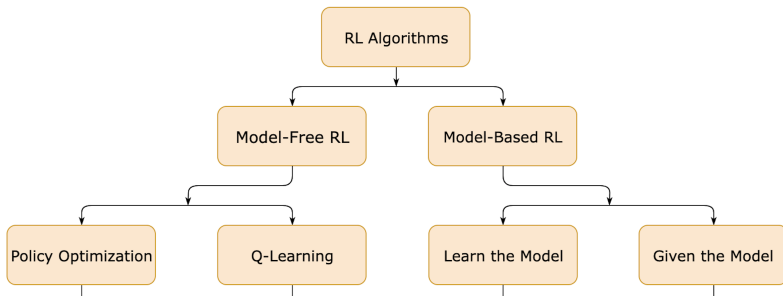 RL Algorithms
Model-Free RL
Model-Based RL
Policy Optimization
Q-Learning
Learn the Model
Given the Model